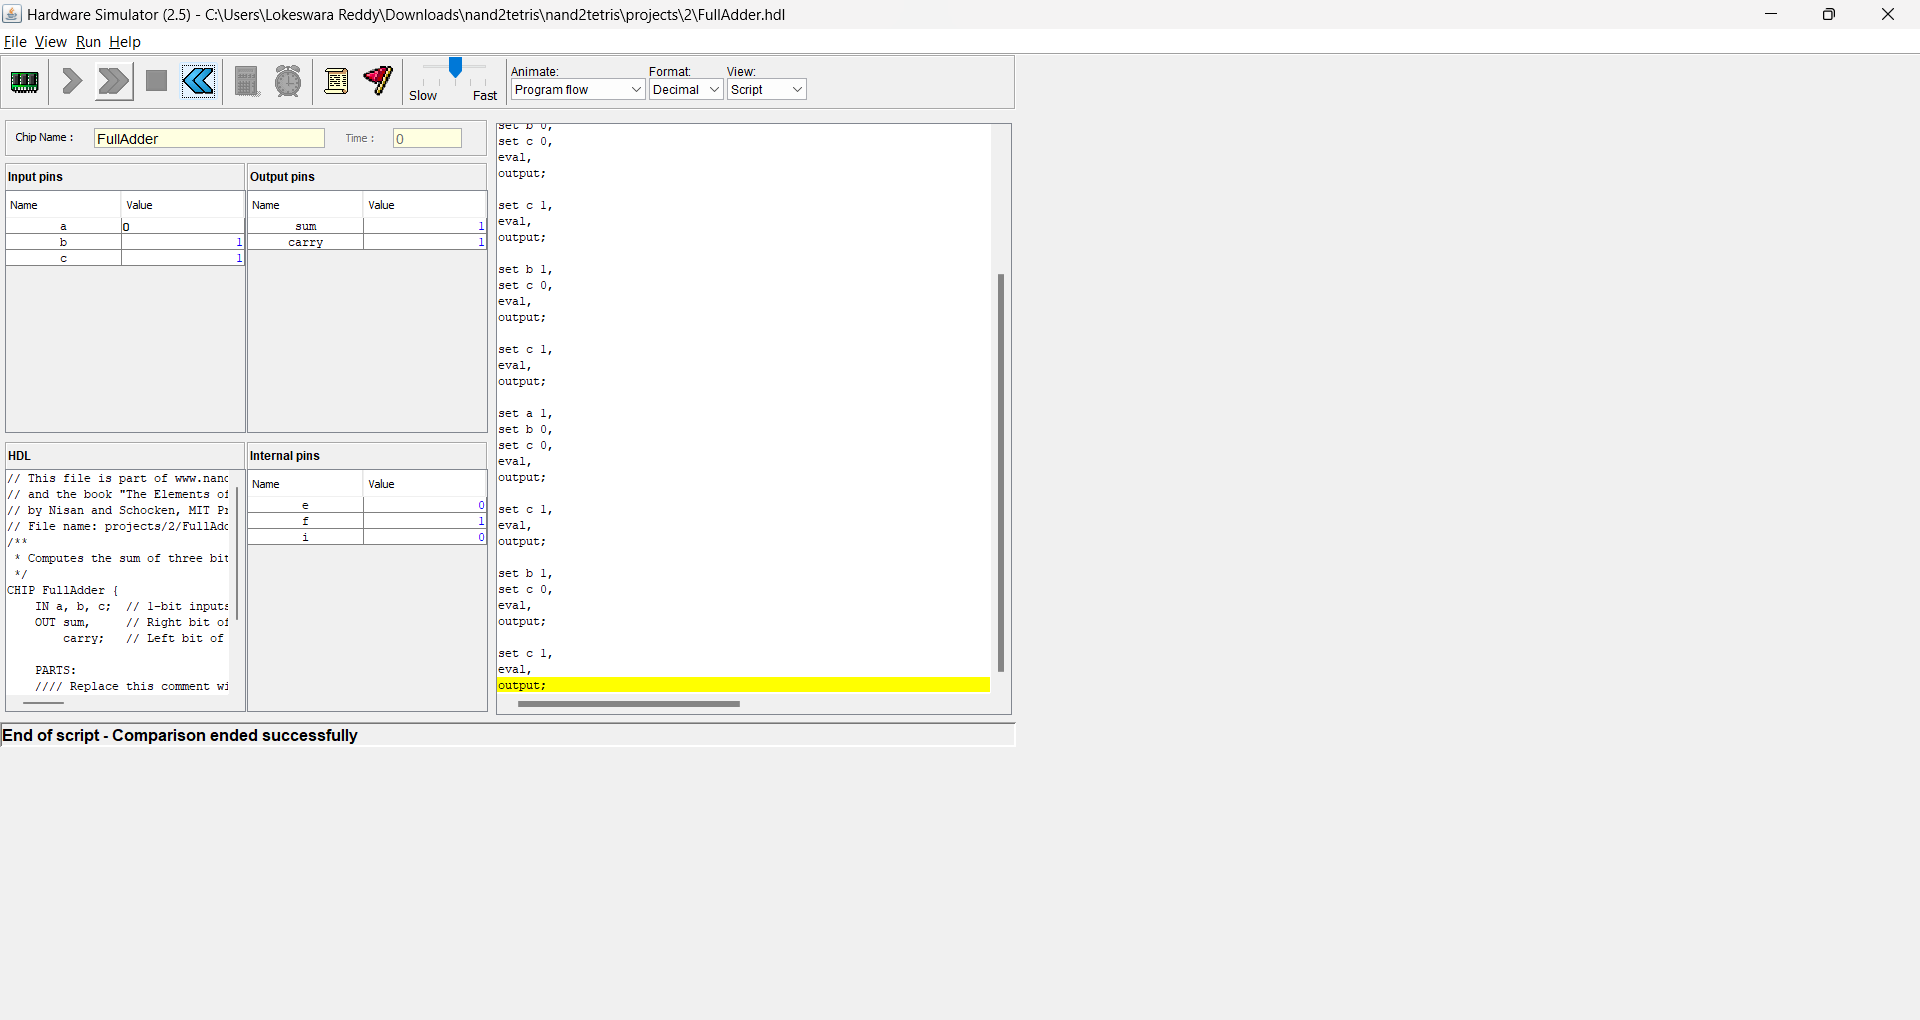 Hardware Simulator (2.5) - C:\Users\Lokeswara Reddy\Downloads\nand2tetris\nand2tetris\projects\2\FullAdder.hdl
File View Run Help
Slow Fast
Animate: Format: View:
Program flow Decimal Script
Chip Name : FullAdder Time : 0
Input pins
Name Value
a 0
b 1
c 1
Output pins
Name Value
sum 1
carry 1
HDL
// This file is part of www.nand
// and the book "The Elements of
// by Nisan and Schocken, MIT Pr
// File name: projects/2/FullAdd
/**
* Computes the sum of three bit
*/
CHIP FullAdder {
IN a, b, c; // 1-bit inputs
OUT sum, // Right bit of
carry; // Left bit of
PARTS:
//// Replace this comment wi
Internal pins
Name Value
e 0
f 1
i 0
set b 0,
set c 0,
eval,
output;
set c 1,
eval,
output;
set b 1,
set c 0,
eval,
output;
set c 1,
eval,
output;
set a 1,
set b 0,
set c 0,
eval,
output;
set c 1,
eval,
output;
set b 1,
set c 0,
eval,
output;
set c 1,
eval,
output;
End of script - Comparison ended successfully